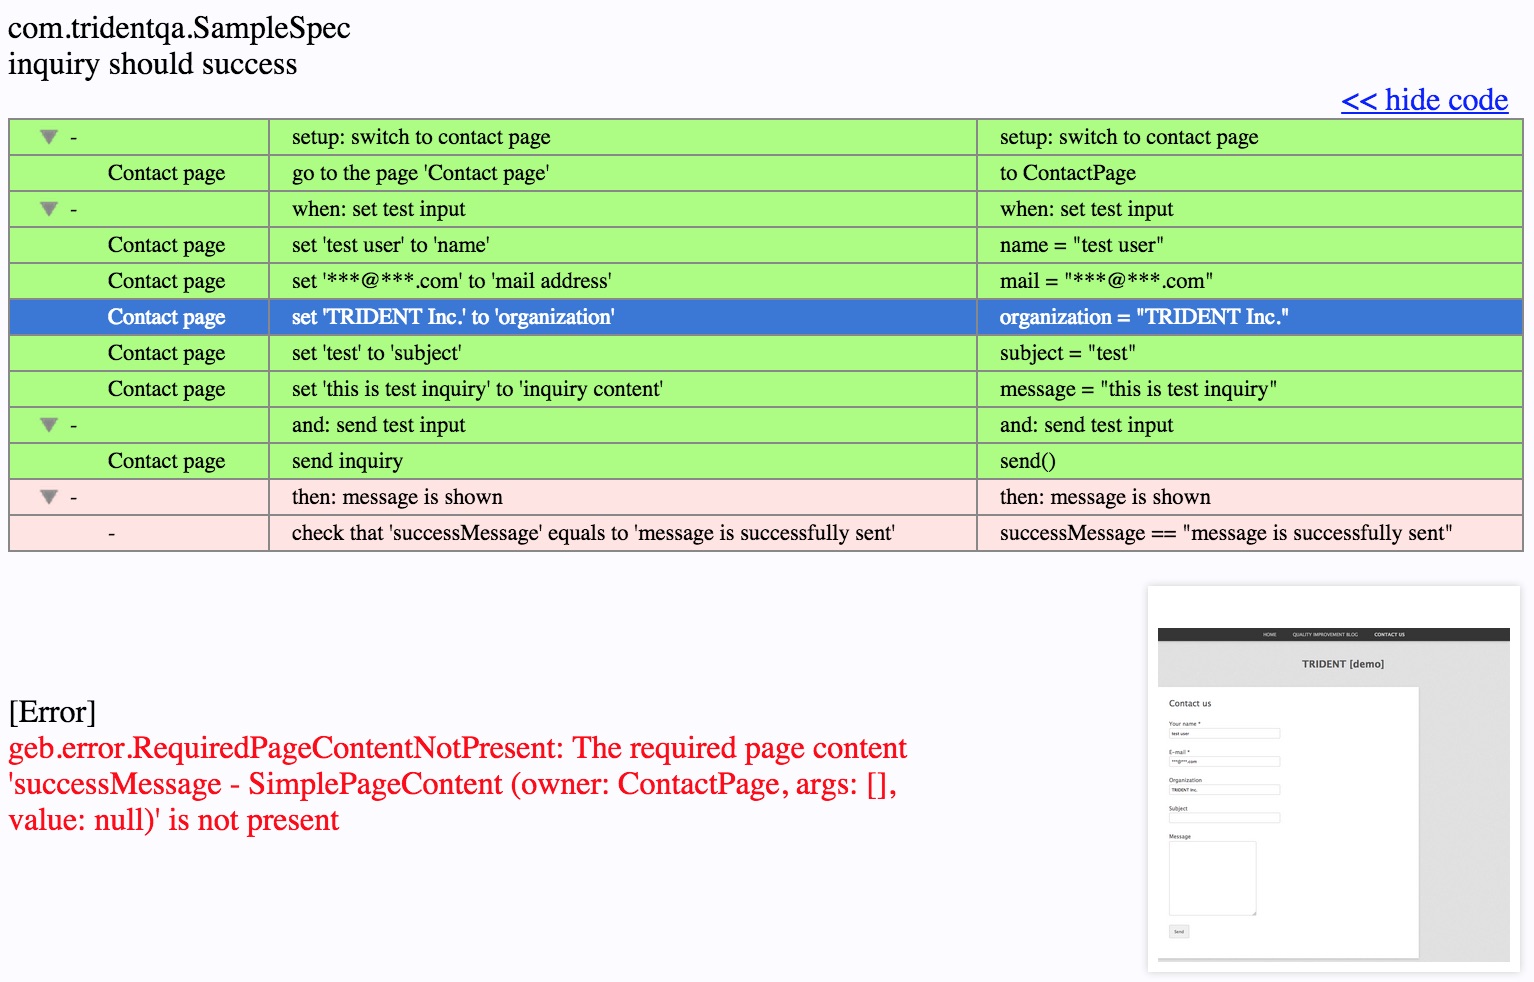 com.tridentqa.SampleSpec
inquiry should success
<< hide code
- setup: switch to contact page setup: switch to contact page
Contact page go to the page 'Contact page' to ContactPage
- when: set test input when: set test input
Contact page set 'test user' to 'name' name = "test user"
Contact page set '***@***.com' to 'mail address' mail = "***@***.com"
Contact page set 'TRIDENT Inc.' to 'organization' organization = "TRIDENT Inc."
Contact page set 'test' to 'subject' subject = "test"
Contact page set 'this is test inquiry' to 'inquiry content' message = "this is test inquiry"
- and: send test input and: send test input
Contact page send inquiry send()
- then: message is shown then: message is shown
- check that 'successMessage' equals to 'message is successfully sent' successMessage == "message is successfully sent"
[Error]
geb.error.RequiredPageContentNotPresent: The required page content
'successMessage - SimplePageContent (owner: ContactPage, args: [],
value: null)' is not present
HOME QUALITY IMPROVEMENT BLOG CONTACT US
TRIDENT [demo]
Contact us
Your name *
test user
E-mail *
***@***.com
Organization
TRIDENT Inc.
Subject
Message
Send